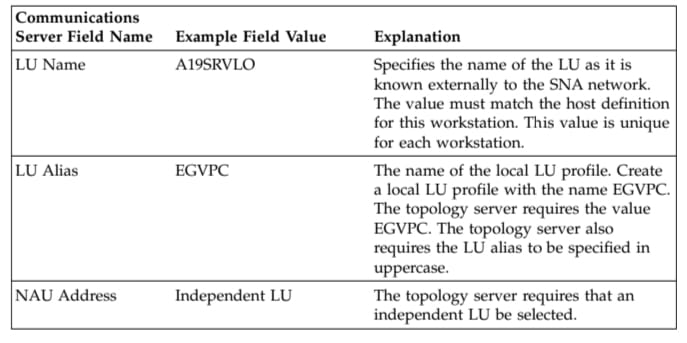 Communications
Server Field Name Example Field Value Explanation
LU Name A19SRVLO Specifies the name of the LU as it is
known externally to the SNA network.
The value must match the host definition
for this workstation. This value is unique
for each workstation.
LU Alias EGVPC The name of the local LU profile. Create
a local LU profile with the name EGVPC.
The topology server requires the value
EGVPC. The topology server also
requires the LU alias to be specified in
uppercase.
NAU Address Independent LU The topology server requires that an
independent LU be selected.